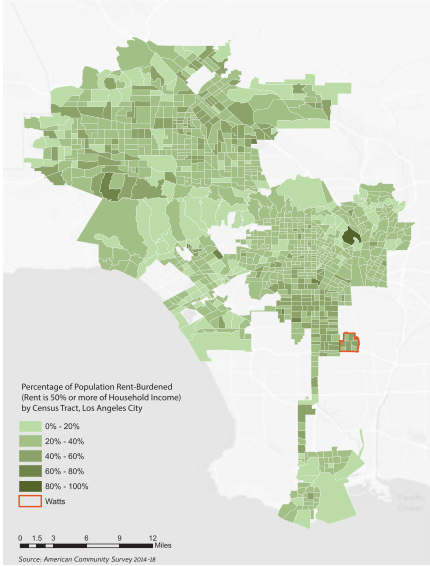 Percentage of Population Rent-Burdened
(Rent is 50% or more of Household Income)
by Census Tract, Los Angeles City
0% - 20%
20% - 40%
40% - 60%
60% - 80%
80% - 100%
Watts
0 1.5 3 6 9 12
Miles
Source: American Community Survey 2014-18